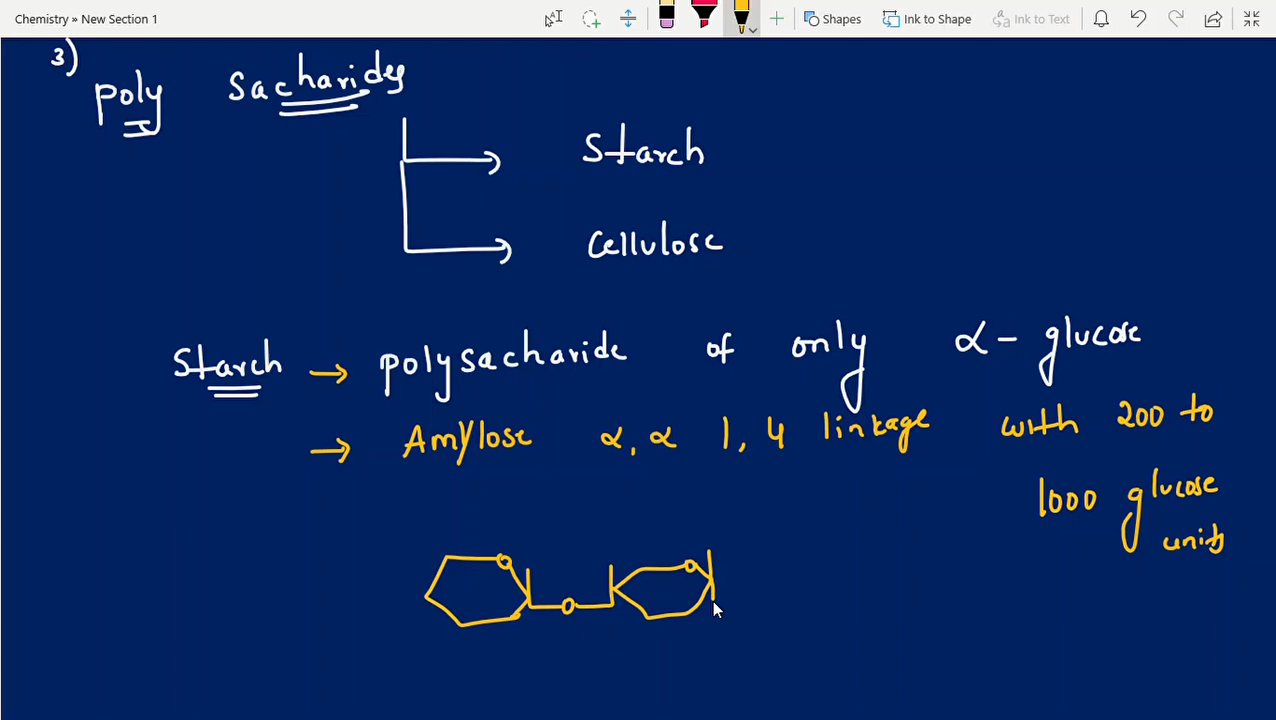 Chemistry » New Section 1
Shapes
Ink to Shape
Ink to Text
3)
poly sacharides
Starch
Cellulose
Starch → polysacharide of only α- glucose
→ Amylose α, α 1, 4 linkage with 200 to
1000 glucose
units
O O O